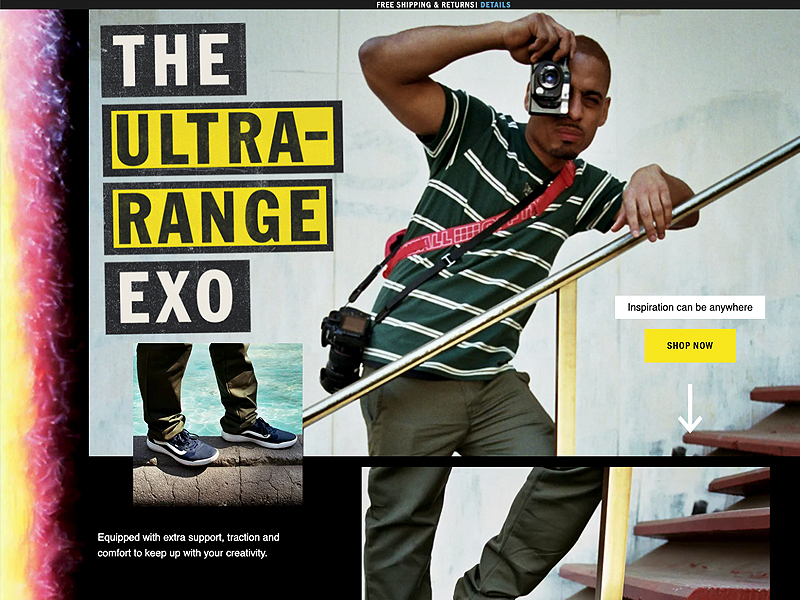 FREE SHIPPING & RETURNS! DETAILS
THE
ULTRA-
RANGE
EXO
Inspiration can be anywhere
SHOP NOW
Equipped with extra support, traction and
comfort to keep up with your creativity.